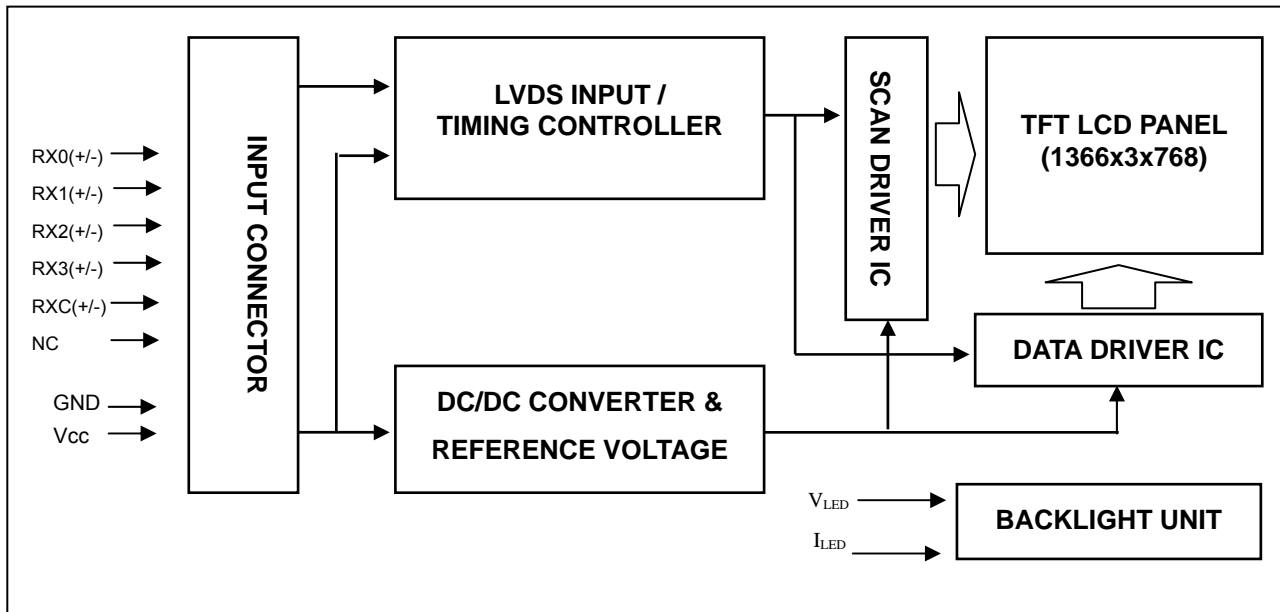 RX0(+/-)
RX1(+/-)
RX2(+/-)
RX3(+/-)
RXC(+/-)
NC
GND
Vcc
INPUT CONNECTOR
LVDS INPUT /
TIMING CONTROLLER
DC/DC CONVERTER &
REFERENCE VOLTAGE
SCAN DRIVER IC
TFT LCD PANEL
(1366x3x768)
DATA DRIVER IC
VLED
ILED
BACKLIGHT UNIT